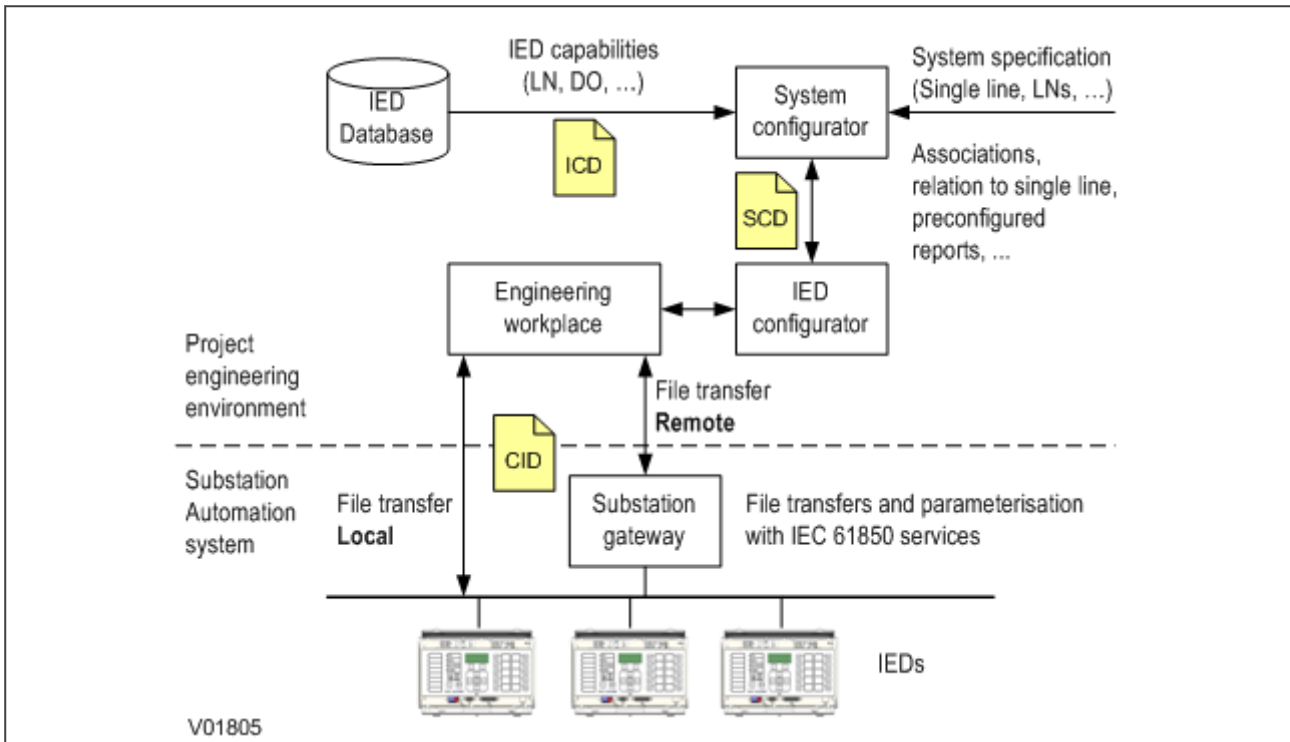 IED capabilities
(LN, DO, ...)
System specification
(Single line, LNs, ...)
IED
Database
System
configurator
ICD
Associations,
relation to single line,
preconfigured
reports, ...
SCD
Engineering
workplace
IED
configurator
Project
engineering
environment
File transfer
Remote
CID
Substation
Automation
system
File transfer
Local
Substation
gateway
File transfers and parameterisation
with IEC 61850 services
IEDs
V01805